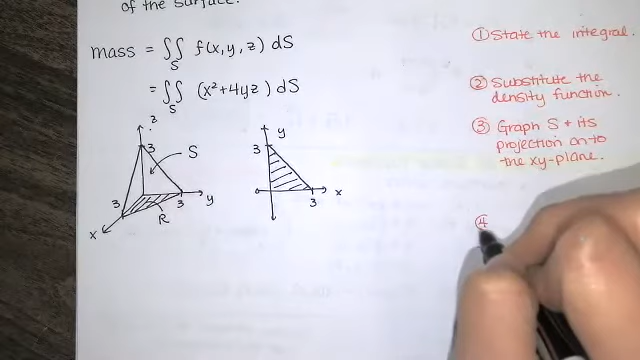 of the surface.
mass = ∬ f(x,y,z) dS
S
= ∬ (x²+4yz) dS
S
① State the integral.
② Substitute the
density function.
③ Graph S + its
projection onto
the xy-plane.
④
z
3
S
3
3
y
x
R
y
3
3
x